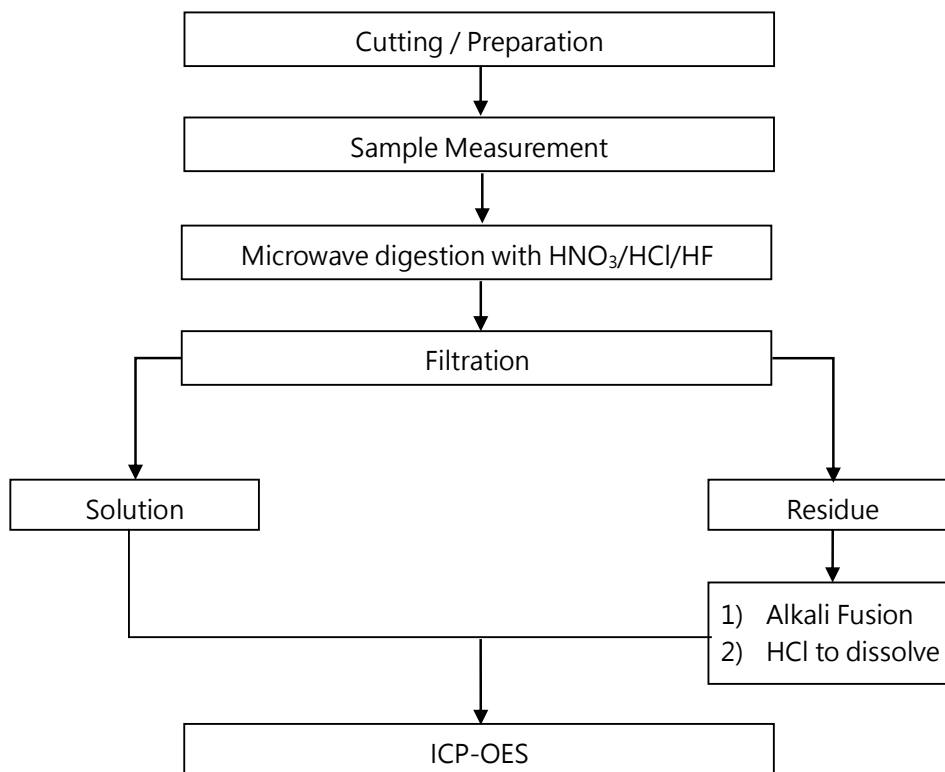 Cutting / Preparation
Sample Measurement
Microwave digestion with HNO₃/HCl/HF
Filtration
Solution
Residue
1) Alkali Fusion
2) HCl to dissolve
ICP-OES